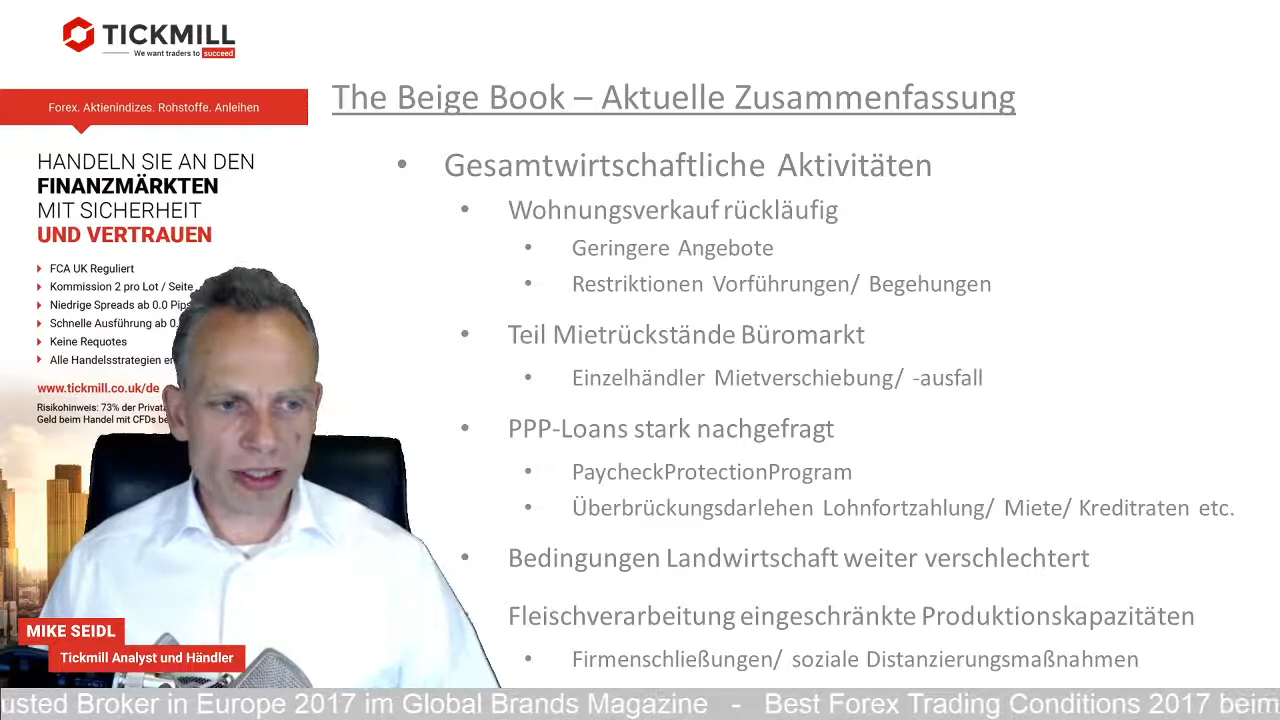 TICKMILL
We want traders to succeed
Forex. Aktienindizes. Rohstoffe. Anleihen
HANDELN SIE AN DEN
FINANZMÄRKTEN
MIT SICHERHEIT
UND VERTRAUEN
FCA UK Reguliert
Kommission 2 pro Lot / Seite
Niedrige Spreads ab 0.0 Pips
Schnelle Ausführung ab 0.
Keine Requotes
Alle Handelsstrategien
www.tickmill.co.uk/de
Risikohinweis: 73% der
Geld beim Handel mit CFDs
The Beige Book – Aktuelle Zusammenfassung
• Gesamtwirtschaftliche Aktivitäten
• Wohnungsverkauf rückläufig
• Geringere Angebote
• Restriktionen Vorführungen/ Begehungen
• Teil Mietrückstände Büromarkt
• Einzelhändler Mietverschiebung/ -ausfall
• PPP-Loans stark nachgefragt
• PaycheckProtectionProgram
• Überbrückungsdarlehen Lohnfortzahlung/ Miete/ Kreditraten etc.
• Bedingungen Landwirtschaft weiter verschlechtert
• Fleischverarbeitung eingeschränkte Produktionskapazitäten
• Firmenschließungen/ soziale Distanzierungsmaßnahmen
MIKE SEIDL
Tickmill Analyst und Händler
usted Broker in Europe 2017 im Global Brands Magazine - Best Forex Trading Conditions 2017 beim